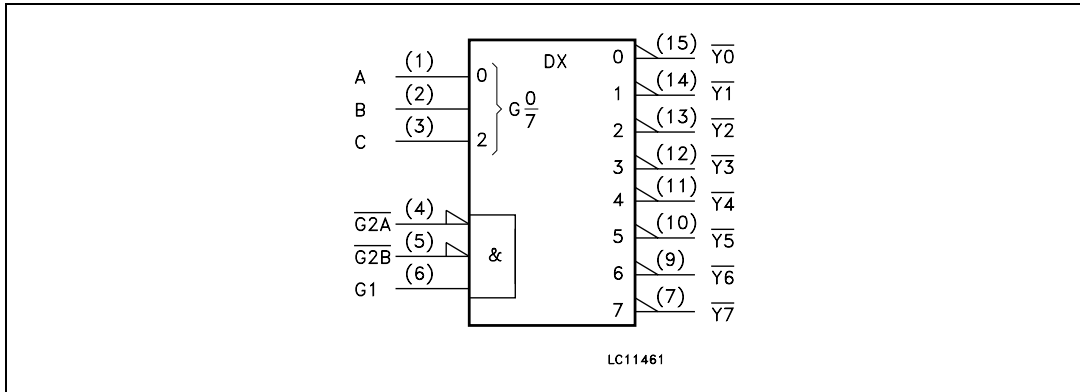 DX
A (1) 0
B (2)
C (3) 2
G 0/7
G2A (4)
G2B (5)
G1 (6)
&
0 (15) Y0
1 (14) Y1
2 (13) Y2
3 (12) Y3
4 (11) Y4
5 (10) Y5
6 (9) Y6
7 (7) Y7
LC11461